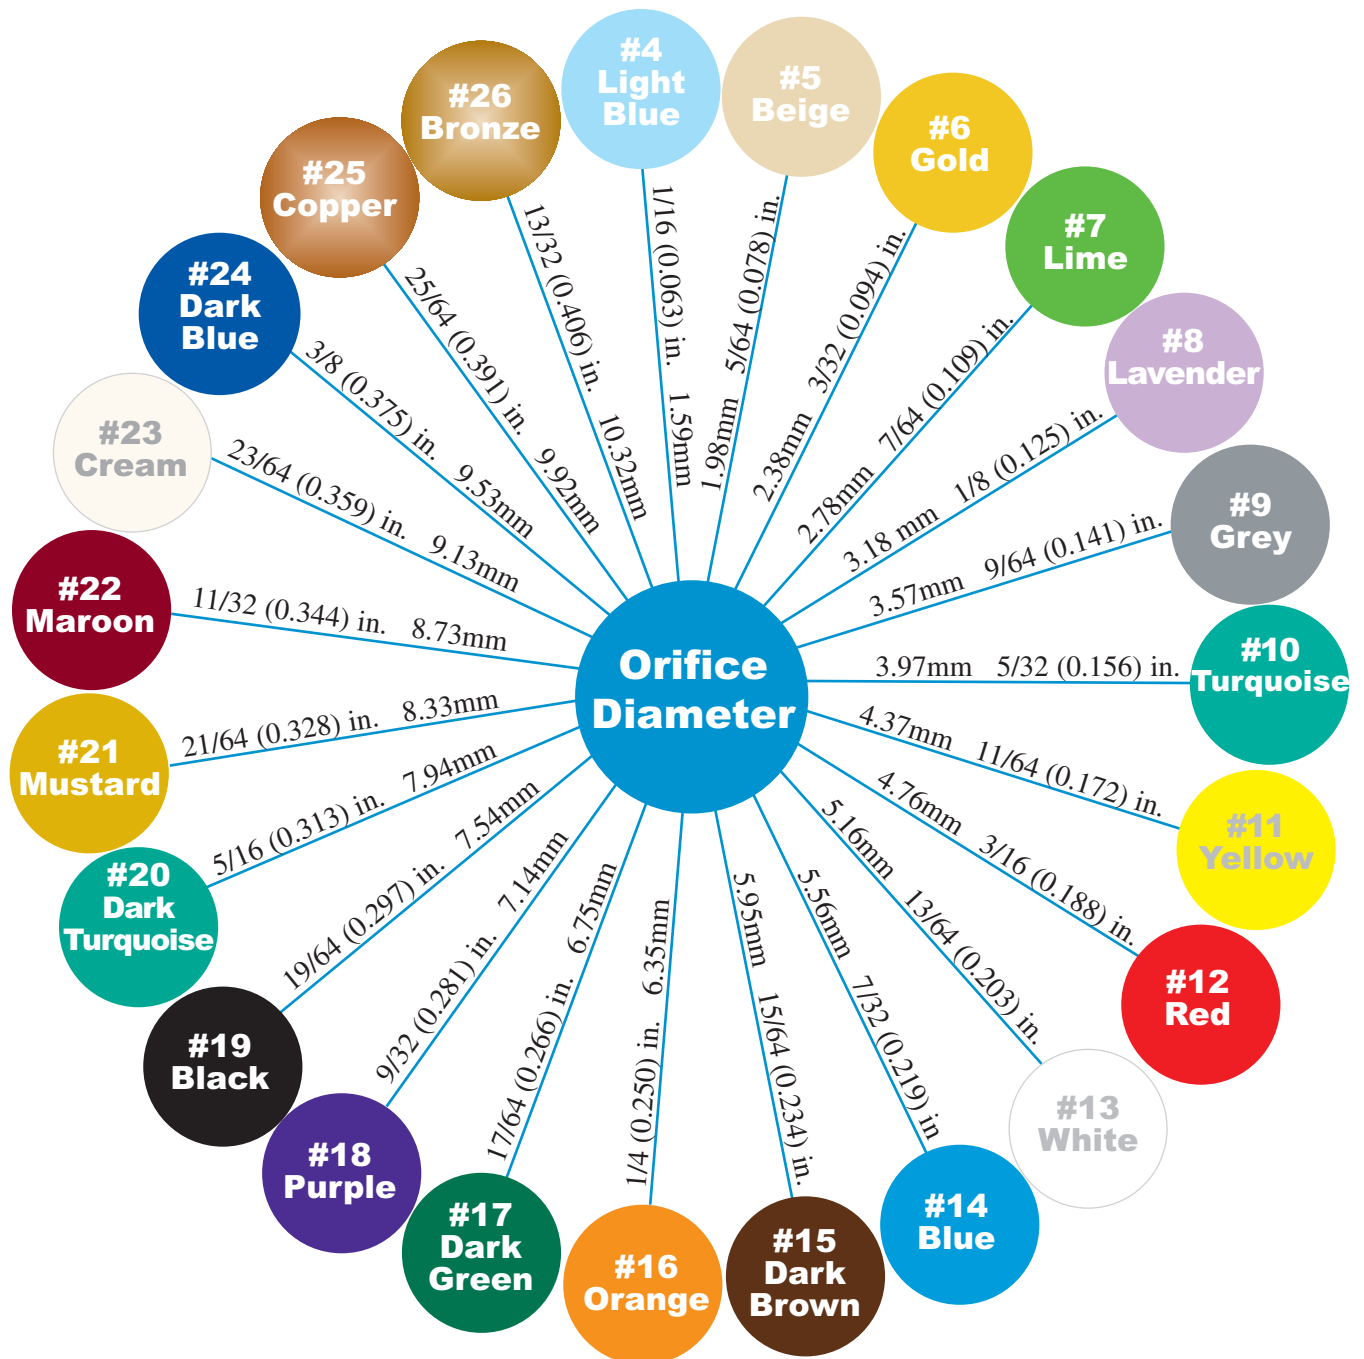 #4
Light
Blue
1/16 (0.063) in. 1.59mm
#5
Beige
1.98mm 5/64 (0.078) in.
#6
Gold
2.38mm 3/32 (0.094) in.
#7
Lime
2.78mm 7/64 (0.109) in.
#8
Lavender
3.18 mm 1/8 (0.125) in.
#9
Grey
3.57mm 9/64 (0.141) in.
#10
Turquoise
3.97mm 5/32 (0.156) in.
#11
Yellow
4.37mm 11/64 (0.172) in.
#12
Red
4.76mm 3/16 (0.188) in.
#13
White
5.16mm 13/64 (0.203) in.
#14
Blue
5.56mm 7/32 (0.219) in
#15
Dark
Brown
5.95mm 15/64 (0.234) in.
#16
Orange
1/4 (0.250) in. 6.35mm
#17
Dark
Green
17/64 (0.266) in. 6.75mm
#18
Purple
9/32 (0.281) in. 7.14mm
#19
Black
19/64 (0.297) in. 7.54mm
#20
Dark
Turquoise
5/16 (0.313) in. 7.94mm
#21
Mustard
21/64 (0.328) in. 8.33mm
#22
Maroon
11/32 (0.344) in. 8.73mm
#23
Cream
23/64 (0.359) in. 9.13mm
#24
Dark
Blue
3/8 (0.375) in. 9.53mm
#25
Copper
25/64 (0.391) in. 9.92mm
#26
Bronze
13/32 (0.406) in. 10.32mm
Orifice
Diameter